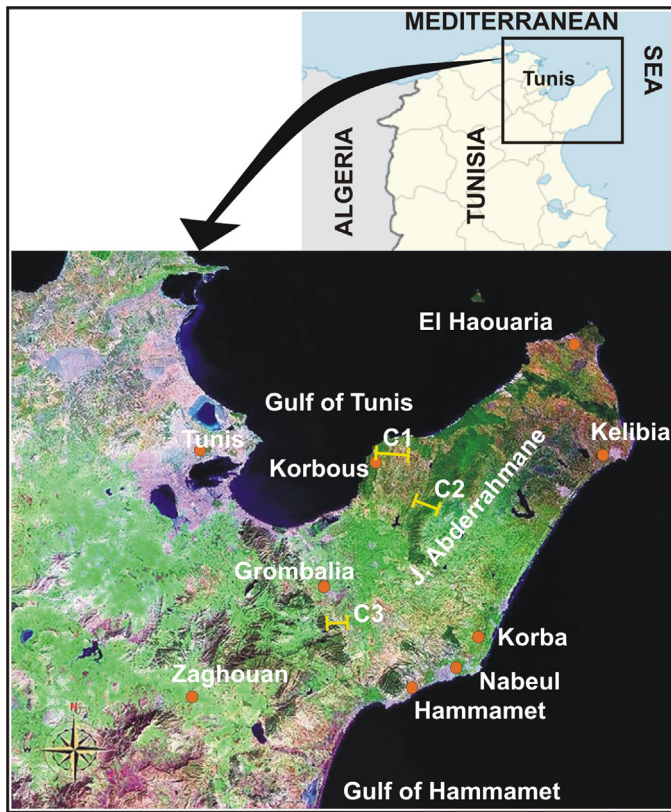 MEDITERRANEAN
SEA
Tunis
ALGERIA
TUNISIA
El Haouaria
Gulf of Tunis
C1
Tunis
Kelibia
Korbous
C2
J. Abderrahmane
Grombalia
C3
Korba
Zaghouan
Nabeul
Hammamet
N
W
Gulf of Hammamet